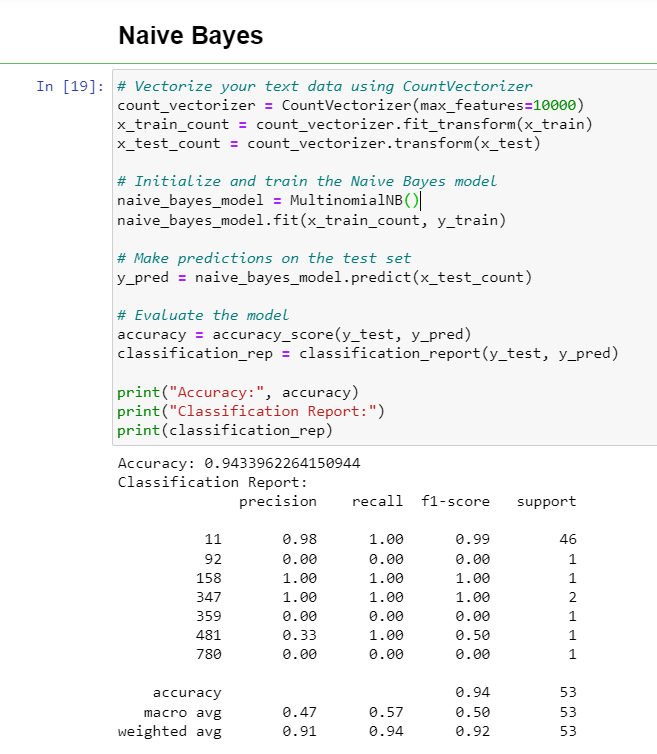 Naive Bayes
In [19]: # Vectorize your text data using CountVectorizer
count_vectorizer = CountVectorizer(max_features=10000)
x_train_count = count_vectorizer.fit_transform(x_train)
x_test_count = count_vectorizer.transform(x_test)
# Initialize and train the Naive Bayes model
naive_bayes_model = MultinomialNB()
naive_bayes_model.fit(x_train_count, y_train)
# Make predictions on the test set
y_pred = naive_bayes_model.predict(x_test_count)
# Evaluate the model
accuracy = accuracy_score(y_test, y_pred)
classification_rep = classification_report(y_test, y_pred)
print("Accuracy:", accuracy)
print("Classification Report:")
print(classification_rep)
Accuracy: 0.9433962264150944
Classification Report:
precision recall f1-score support
11 0.98 1.00 0.99 46
92 0.00 0.00 0.00 1
158 1.00 1.00 1.00 1
347 1.00 1.00 1.00 2
359 0.00 0.00 0.00 1
481 0.33 1.00 0.50 1
780 0.00 0.00 0.00 1
accuracy 0.94 53
macro avg 0.47 0.57 0.50 53
weighted avg 0.91 0.94 0.92 53